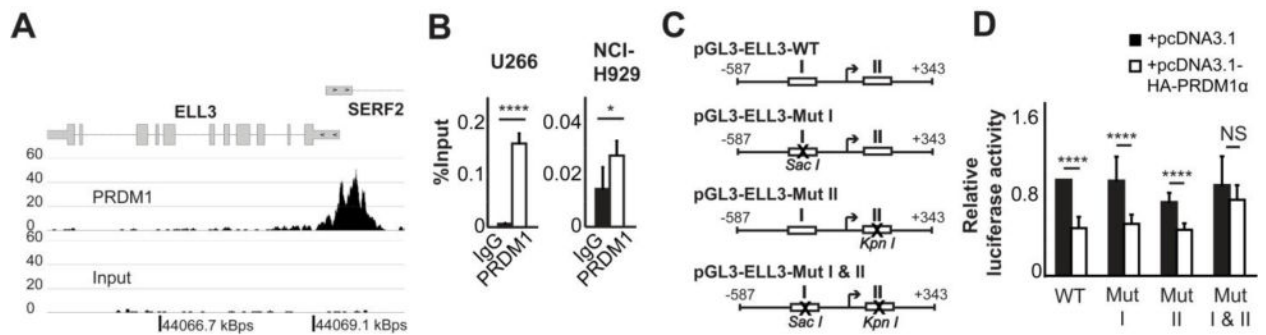 A
ELL3
SERF2
60
40
20
0
PRDM1
60
40
20
0
Input
44066.7 kBps
44069.1 kBps
B
U266
NCI-
H929
%Input
****
*
0.2
0.1
0
0.04
0.02
0
IgG
PRDM1
IgG
PRDM1
C
pGL3-ELL3-WT
-587
I
II
+343
pGL3-ELL3-Mut I
-587
I
II
+343
Sac I
pGL3-ELL3-Mut II
-587
I
II
+343
Kpn I
pGL3-ELL3-Mut I & II
-587
I
II
+343
Sac I
Kpn I
D
+pcDNA3.1
+pcDNA3.1-
HA-PRDM1α
Relative
luciferase activity
1.6
0.8
0
****
****
****
NS
WT
Mut
I
Mut
II
Mut
I & II